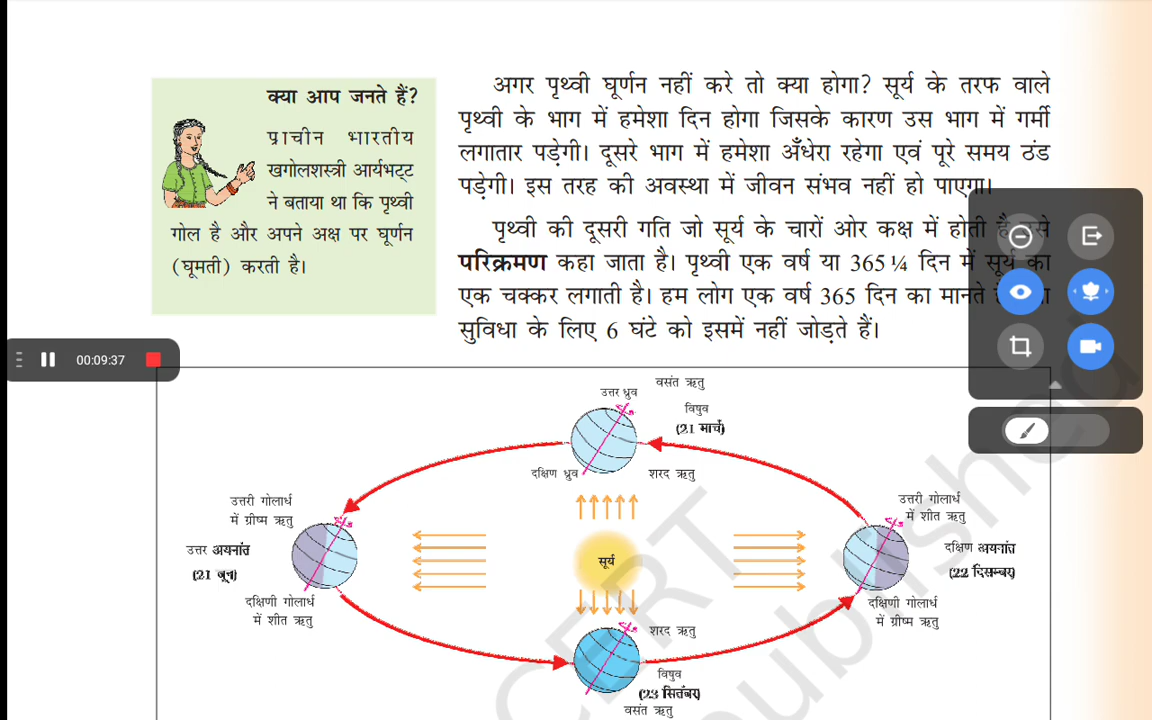 क्या आप जनते हैं?
प्राचीन भारतीय
खगोलशस्त्री आर्यभट्ट
ने बताया था कि पृथ्वी
गोल है और अपने अक्ष पर घूर्णन
(घूमती) करती है।
अगर पृथ्वी घूर्णन नहीं करे तो क्या होगा? सूर्य के तरफ वाले
पृथ्वी के भाग में हमेशा दिन होगा जिसके कारण उस भाग में गर्मी
लगातार पड़ेगी। दूसरे भाग में हमेशा अँधेरा रहेगा एवं पूरे समय ठंड
पड़ेगी। इस तरह की अवस्था में जीवन संभव नहीं हो पाएगा।
पृथ्वी की दूसरी गति जो सूर्य के चारों ओर कक्ष में होती है उसे
परिक्रमण कहा जाता है। पृथ्वी एक वर्ष या 365¼ दिन में सूर्य का
एक चक्कर लगाती है। हम लोग एक वर्ष 365 दिन का मानते
सुविधा के लिए 6 घंटे को इसमें नहीं जोड़ते हैं।
00:09:37
वसंत ऋतु
उत्तर ध्रुव
विषुव
(21 मार्च)
दक्षिण ध्रुव
शरद ऋतु
उत्तरी गोलार्ध
में ग्रीष्म ऋतु
उत्तर अयनांत
(21 जून)
दक्षिणी गोलार्ध
में शीत ऋतु
सूर्य
उत्तरी गोलार्ध
में शीत ऋतु
दक्षिण अयनांत
(22 दिसम्बर)
दक्षिणी गोलार्ध
में ग्रीष्म ऋतु
शरद ऋतु
विषुव
(23 सितंबर)
वसंत ऋतु